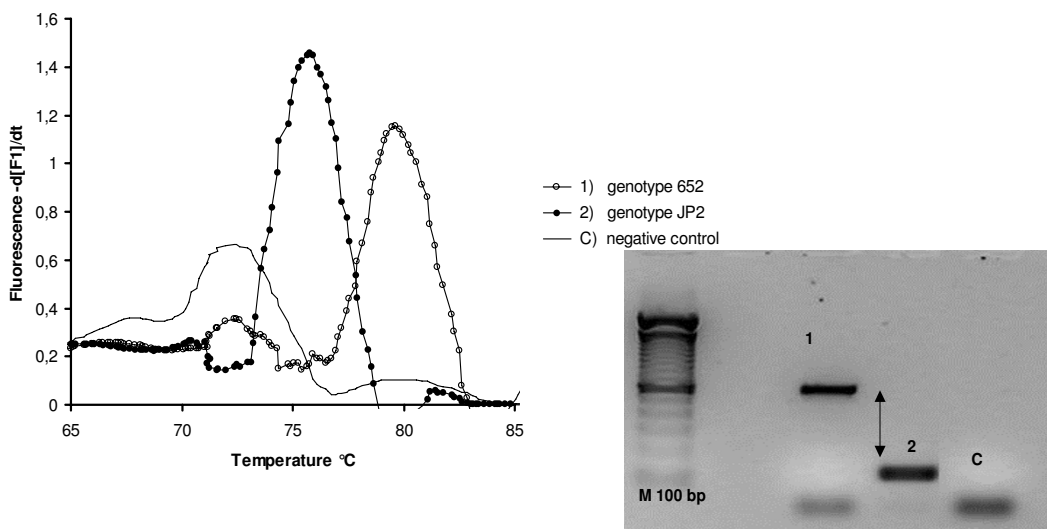 1,6
1,4
1,2
1
0,8
0,6
0,4
0,2
0
65 70 75 80 85
Fluorescence -d[F1]/dt
Temperature °C
1) genotype 652
2) genotype JP2
C) negative control
1
2
C
M 100 bp